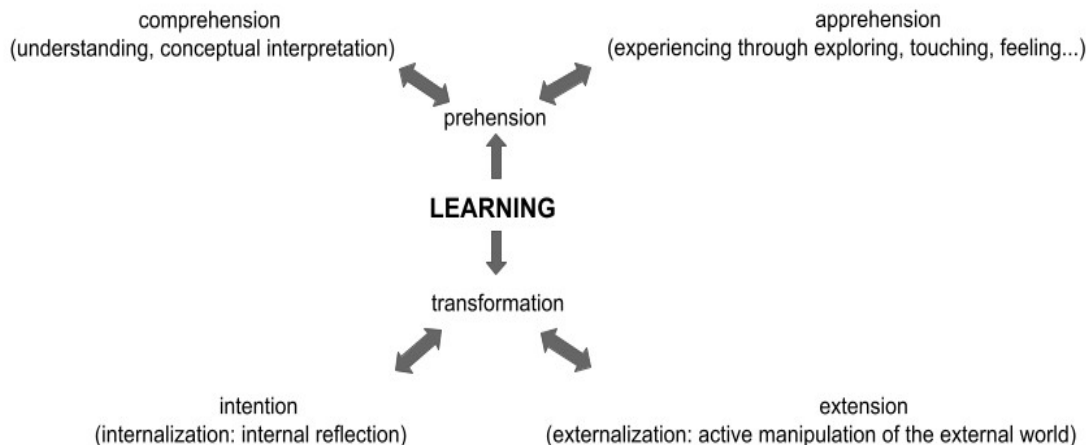 comprehension
(understanding, conceptual interpretation)
apprehension
(experiencing through exploring, touching, feeling...)
prehension
LEARNING
transformation
intention
(internalization: internal reflection)
extension
(externalization: active manipulation of the external world)